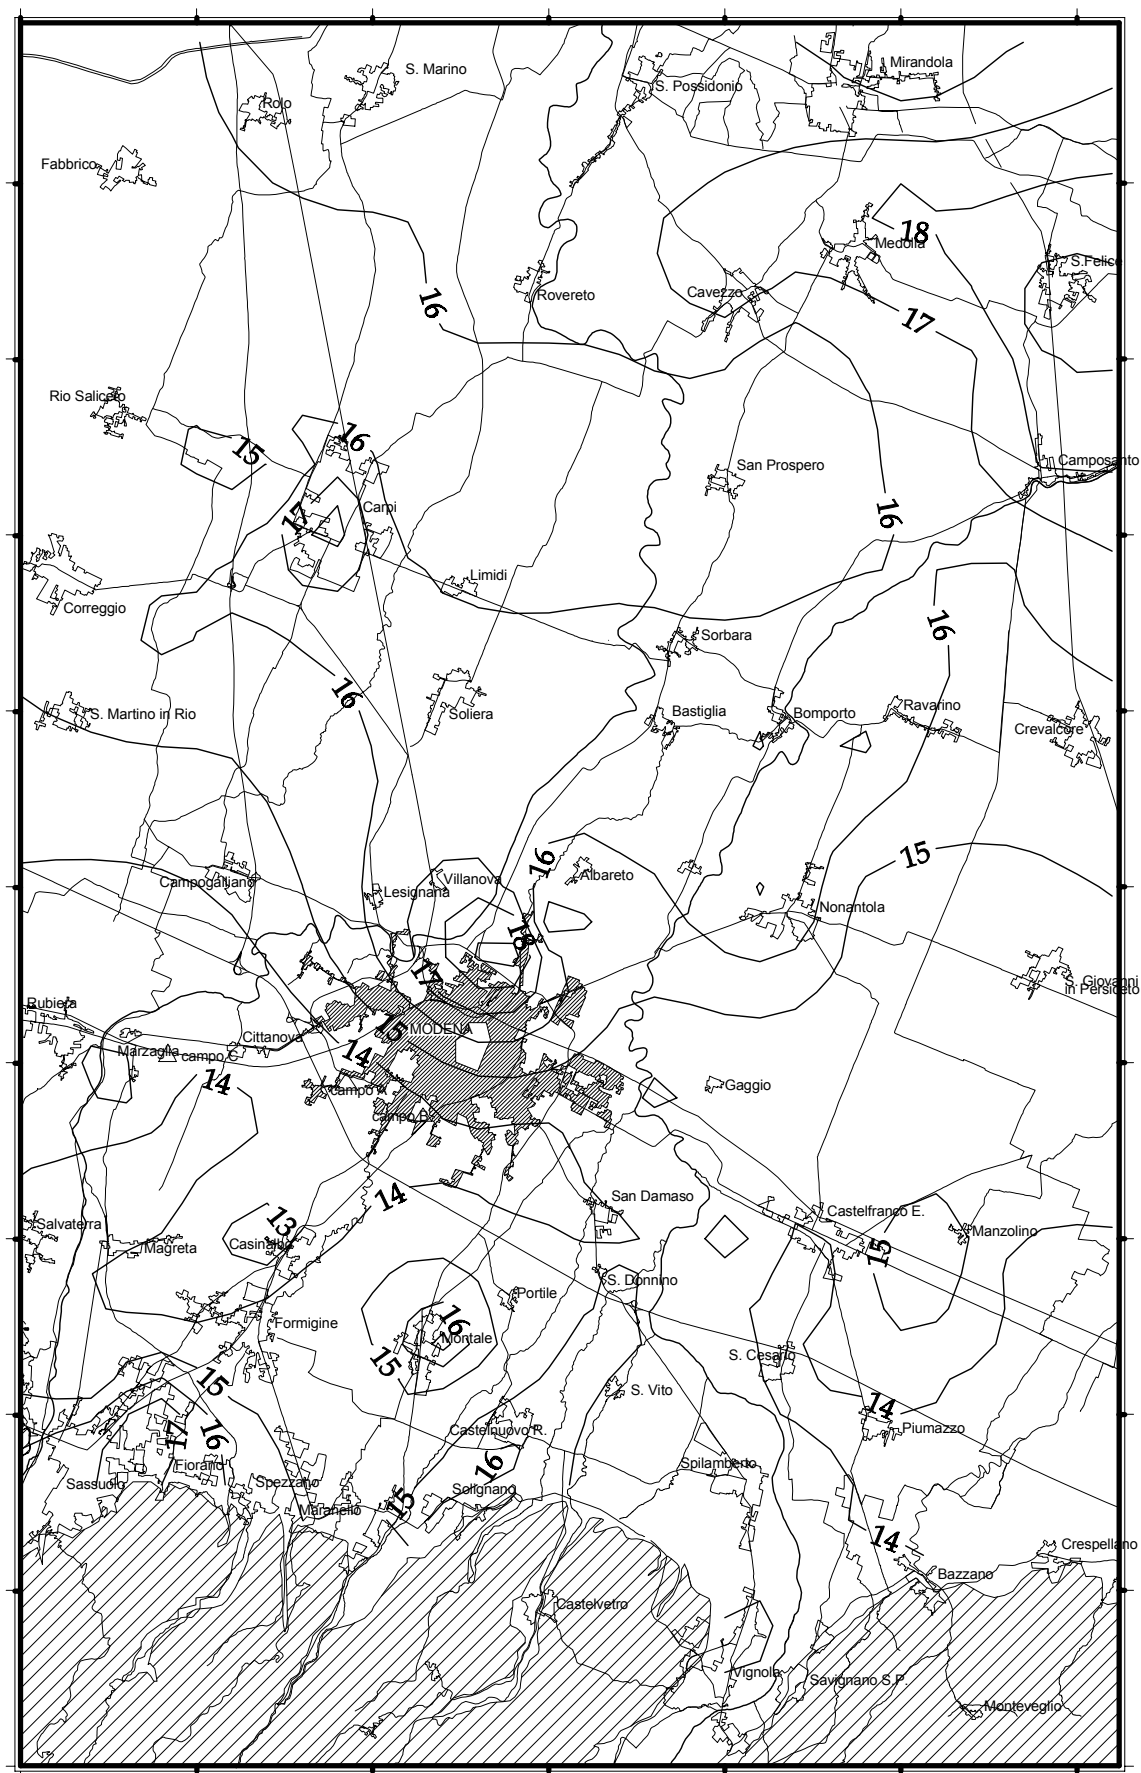 S. Marino
Mirandola
S. Possidonio
Rolo
Fabbrico
18
Medolla
S.Felice
Rovereto
Cavezzo
16
17
Rio Saliceto
16
15
San Prospero
Camposanto
Carpi
17
16
Limidi
Correggio
16
Sorbara
16
S. Martino in Rio
Soliera
Bastiglia
Bomporto
Ravarino
Crevalcore
16
15
Campogalliano
Lesignana
Villanova
Albareto
Nonantola
18
17
S. Giovanni
in Persiceto
Rubiera
15
MODENA
Cittanova
Marzaglia
campo C
14
14
campo A
Gaggio
campo B
14
San Damaso
Salvaterra
13
Castelfranco E.
Manzolino
Magreta
Casinalbo
15
S. Donnino
Portile
Formigine
16
Montale
15
S. Cesario
15
S. Vito
14
17
16
Castelnuovo R.
Piumazzo
Sassuolo
Fiorano
Spezzano
16
Spilamberto
Maranello
15
Solignano
14
Crespellano
Bazzano
Castelvetro
Vignola
Savignano S.P.
Monteveglio